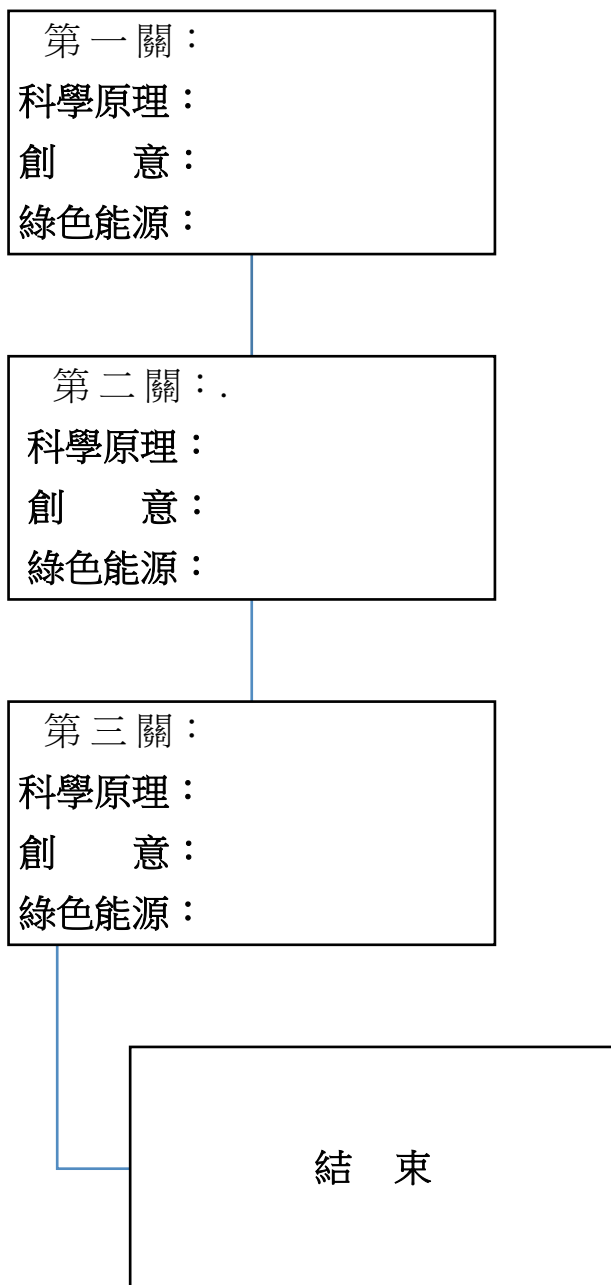 第一關：
科學原理：
創　　意：
綠色能源：
第二關：.
科學原理：
創　　意：
綠色能源：
第三關：
科學原理：
創　　意：
綠色能源：
結　束